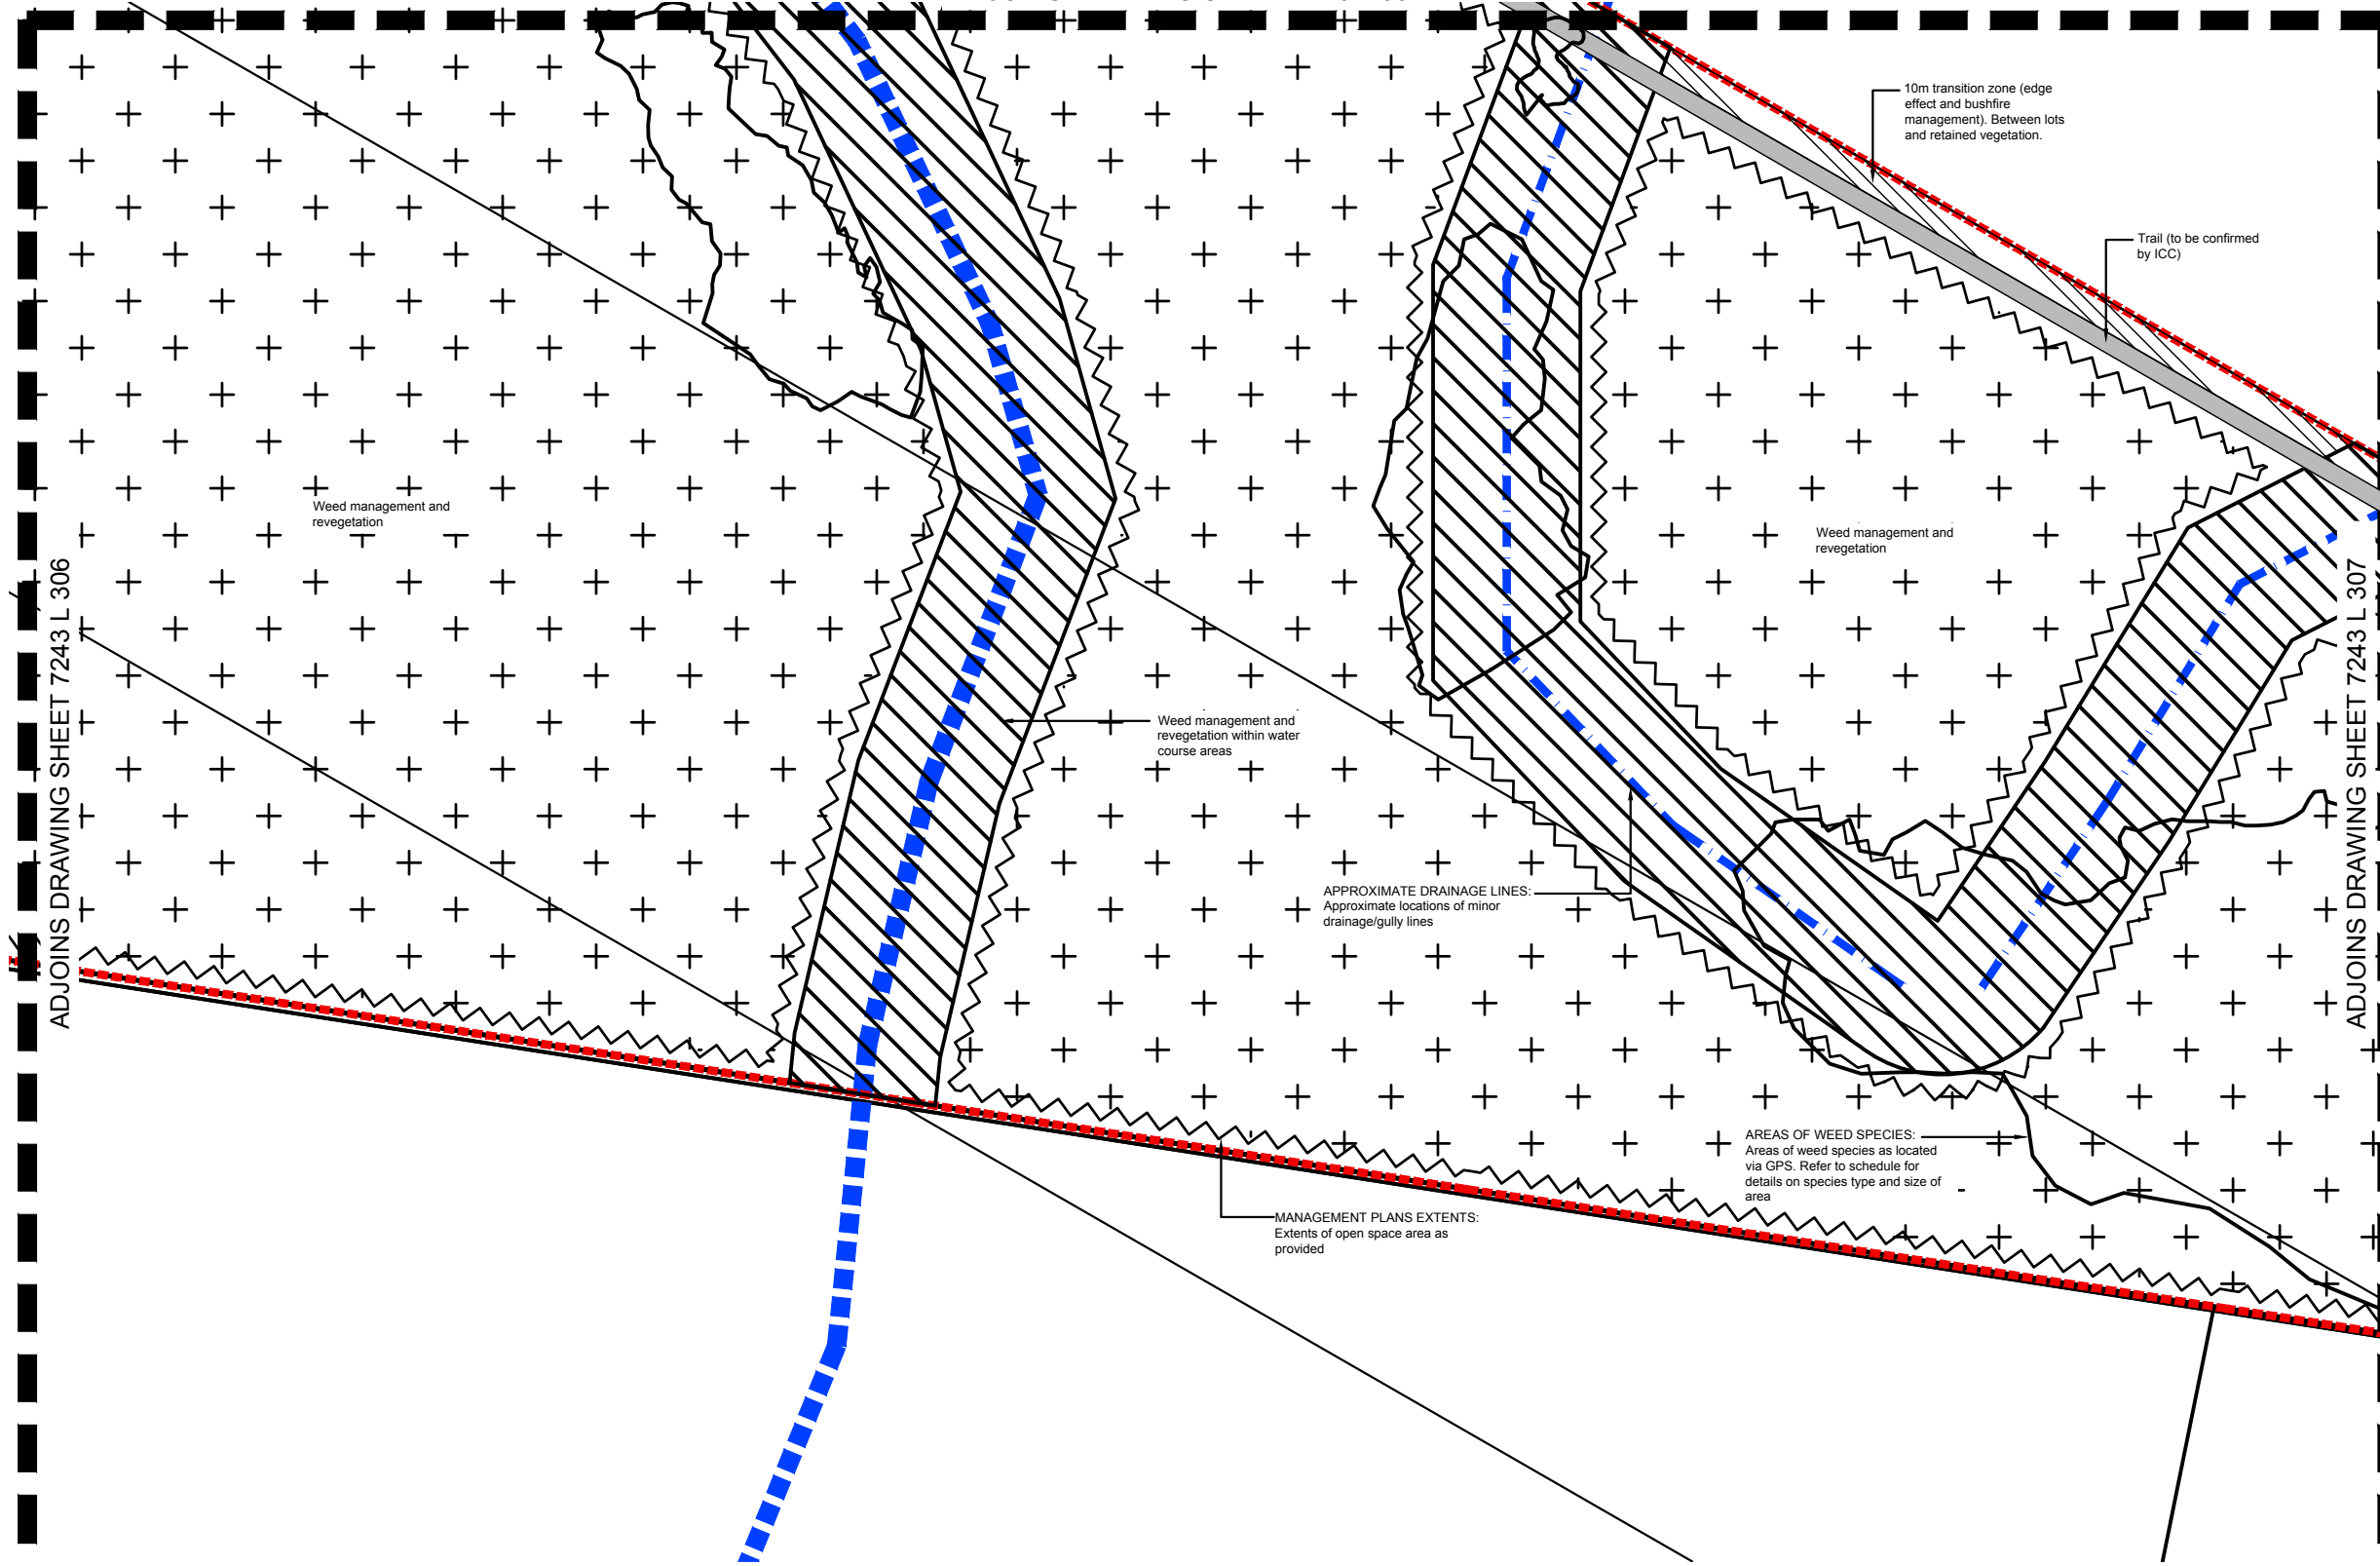 10m transition zone (edge
effect and bushfire
management). Between lots
and retained vegetation.
Trail (to be confirmed
by ICC)
Weed management and
revegetation
Weed management and
revegetation
ADJOINS DRAWING SHEET 7243 L 306
ADJOINS DRAWING SHEET 7243 L 307
Weed management and
revegetation within water
course areas
APPROXIMATE DRAINAGE LINES:
Approximate locations of minor
drainage/gully lines
AREAS OF WEED SPECIES:
Areas of weed species as located
via GPS. Refer to schedule for
details on species type and size of
area
MANAGEMENT PLANS EXTENTS:
Extents of open space area as
provided